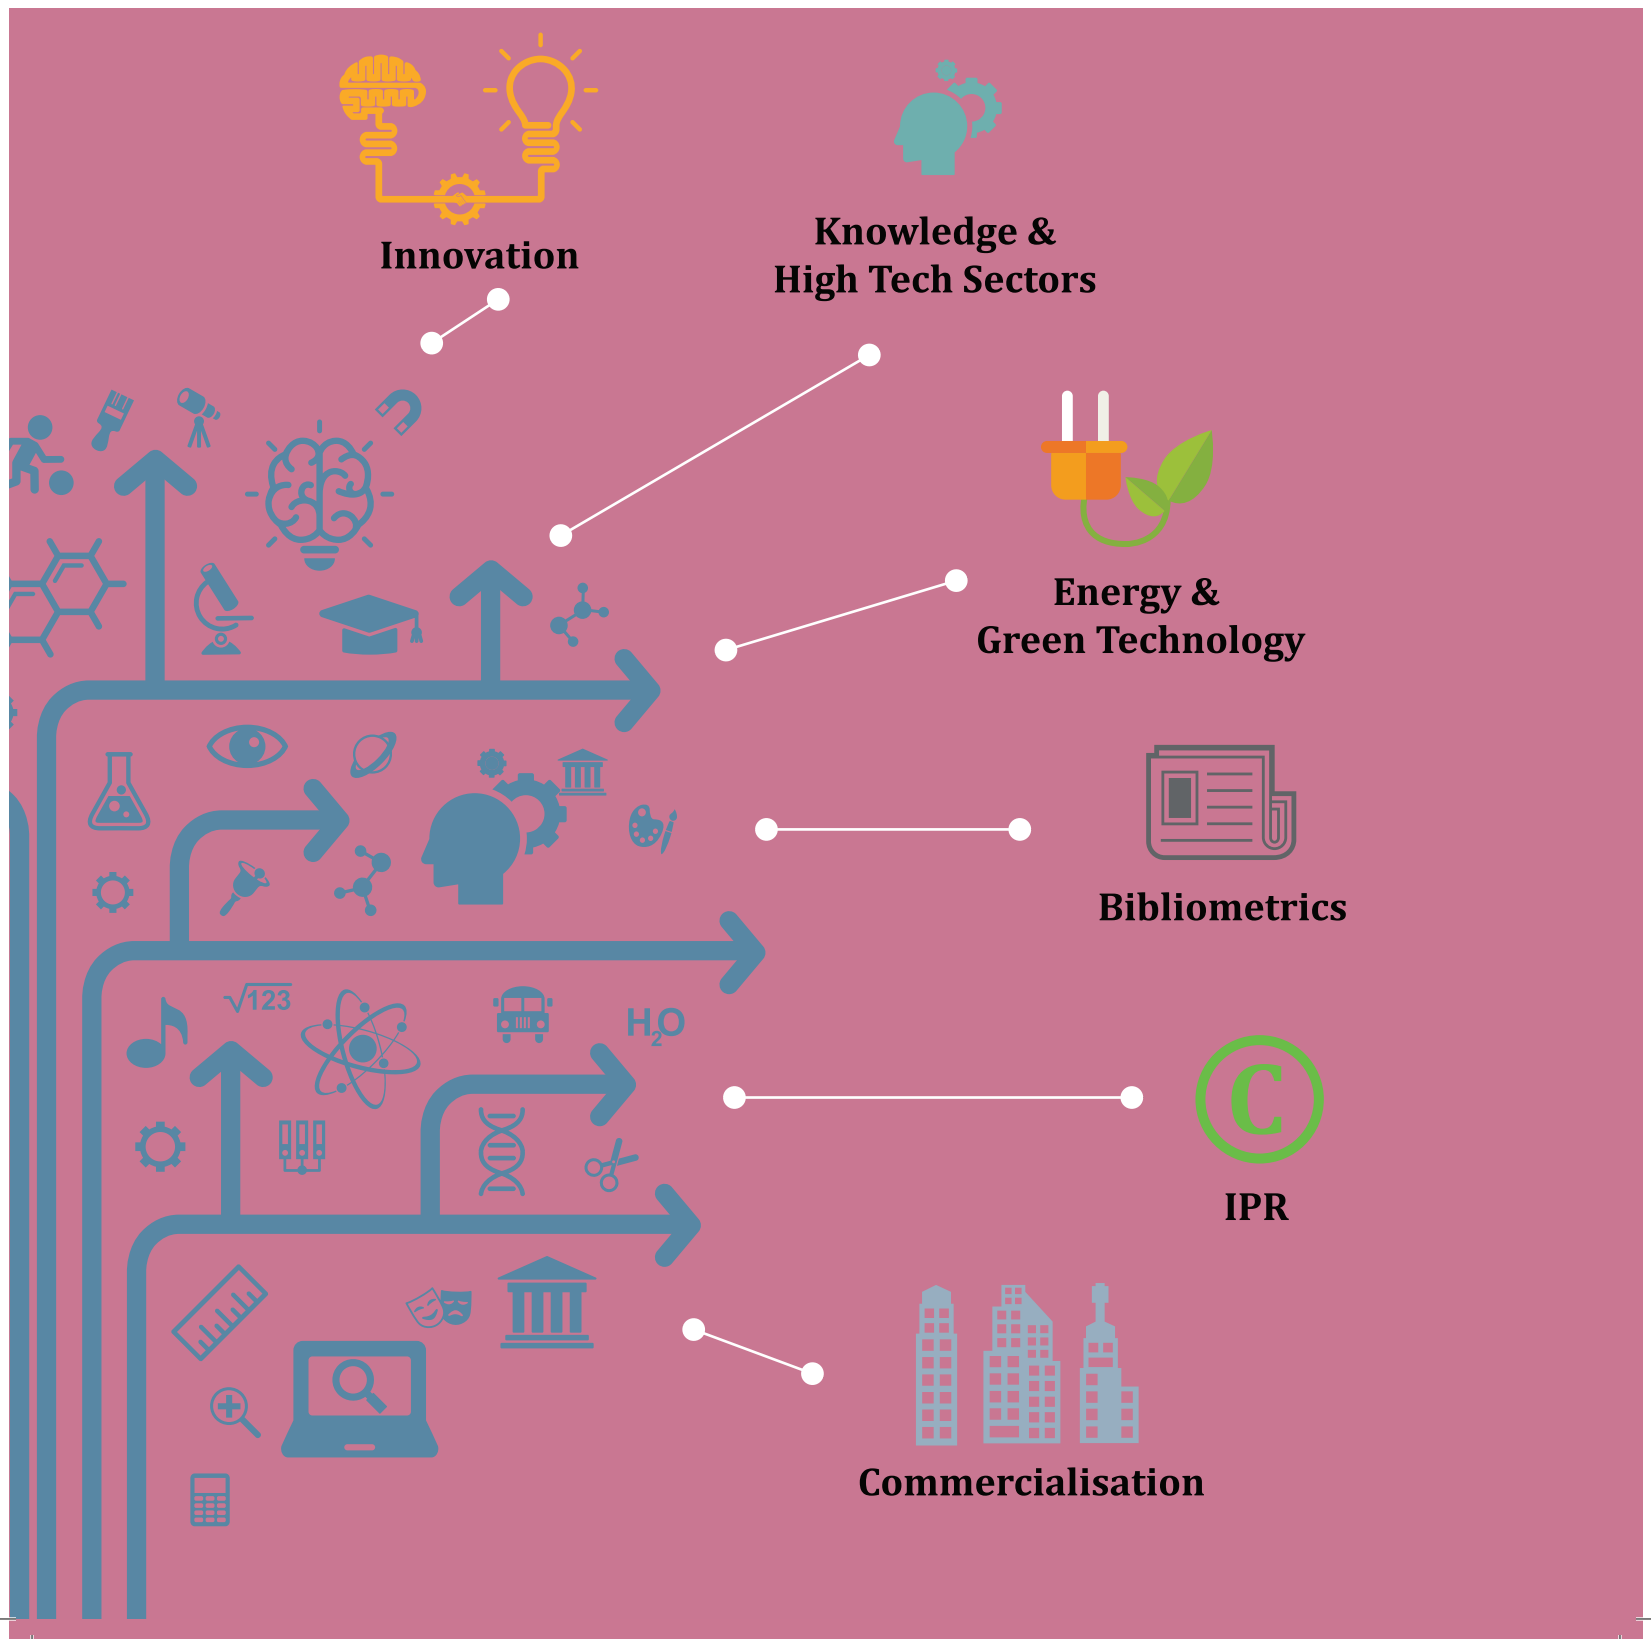 Innovation
Knowledge &
High Tech Sectors
Energy &
Green Technology
Bibliometrics
√123
H2O
C
IPR
Commercialisation